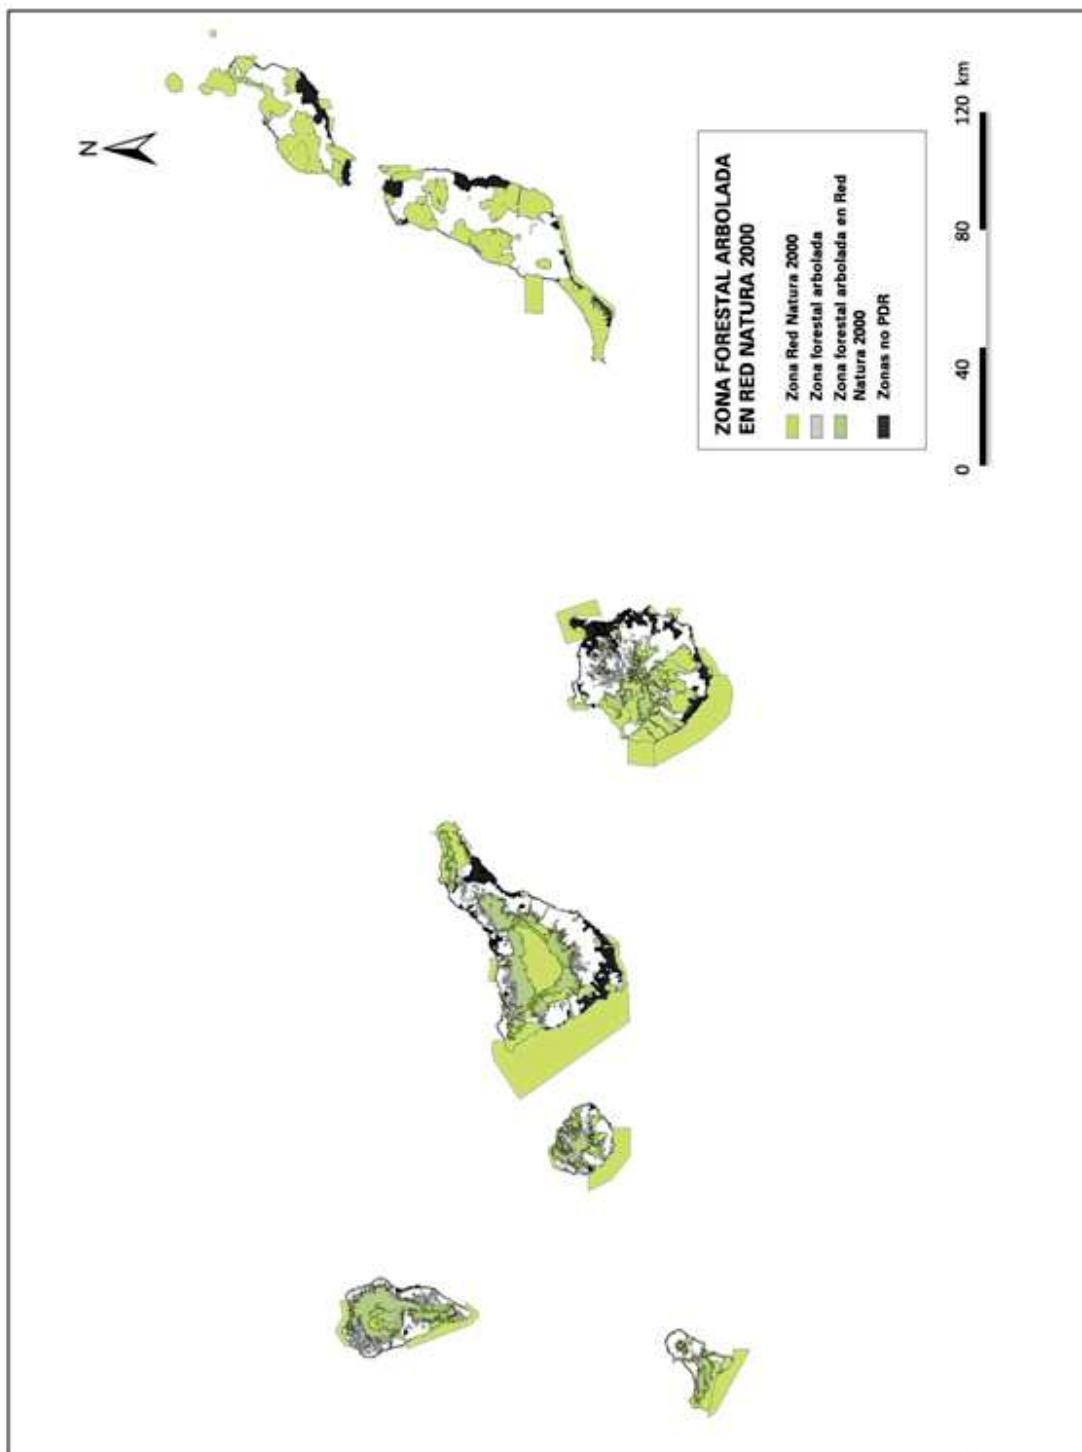 N
ZONA FORESTAL ARBOLADA
EN RED NATURA 2000
Zona Red Natura 2000
Zona forestal arbolada
Zona forestal arbolada en Red
Natura 2000
Zonas no PDR
0 40 80 120 km